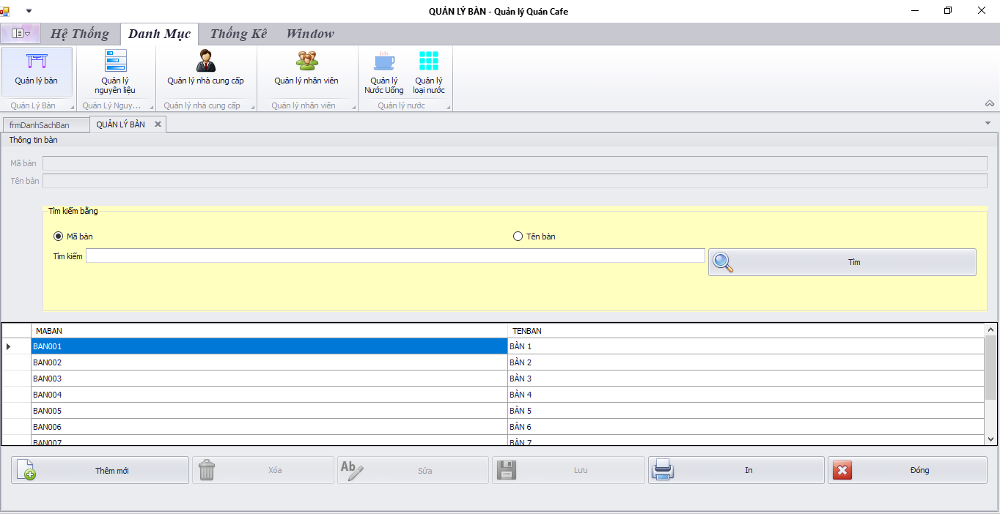 QUẢN LÝ BÀN - Quản lý Quán Cafe
Hệ Thống Danh Mục Thống Kê Window
Quản lý bàn
Quản lý nguyên liệu
Quản lý nhà cung cấp
Quản lý nhân viên
Quản lý Nước Uống
Quản lý loại nước
Quản Lý Bàn
Quản Lý Nguy...
Quản lý nhà cung cấp
Quản lý nhân viên
Quản lý nước
frmDanhSachBan
QUẢN LÝ BÀN
Thông tin bàn
Mã bàn
Tên bàn
Tìm kiếm bằng
Mã bàn Tên bàn
Tìm kiếm
Tìm
MABAN TENBAN
BAN001 BÀN 1
BAN002 BÀN 2
BAN003 BÀN 3
BAN004 BÀN 4
BAN005 BÀN 5
BAN006 BÀN 6
BAN007 BÀN 7
Thêm mới Xóa Ab Sửa Lưu In Đóng